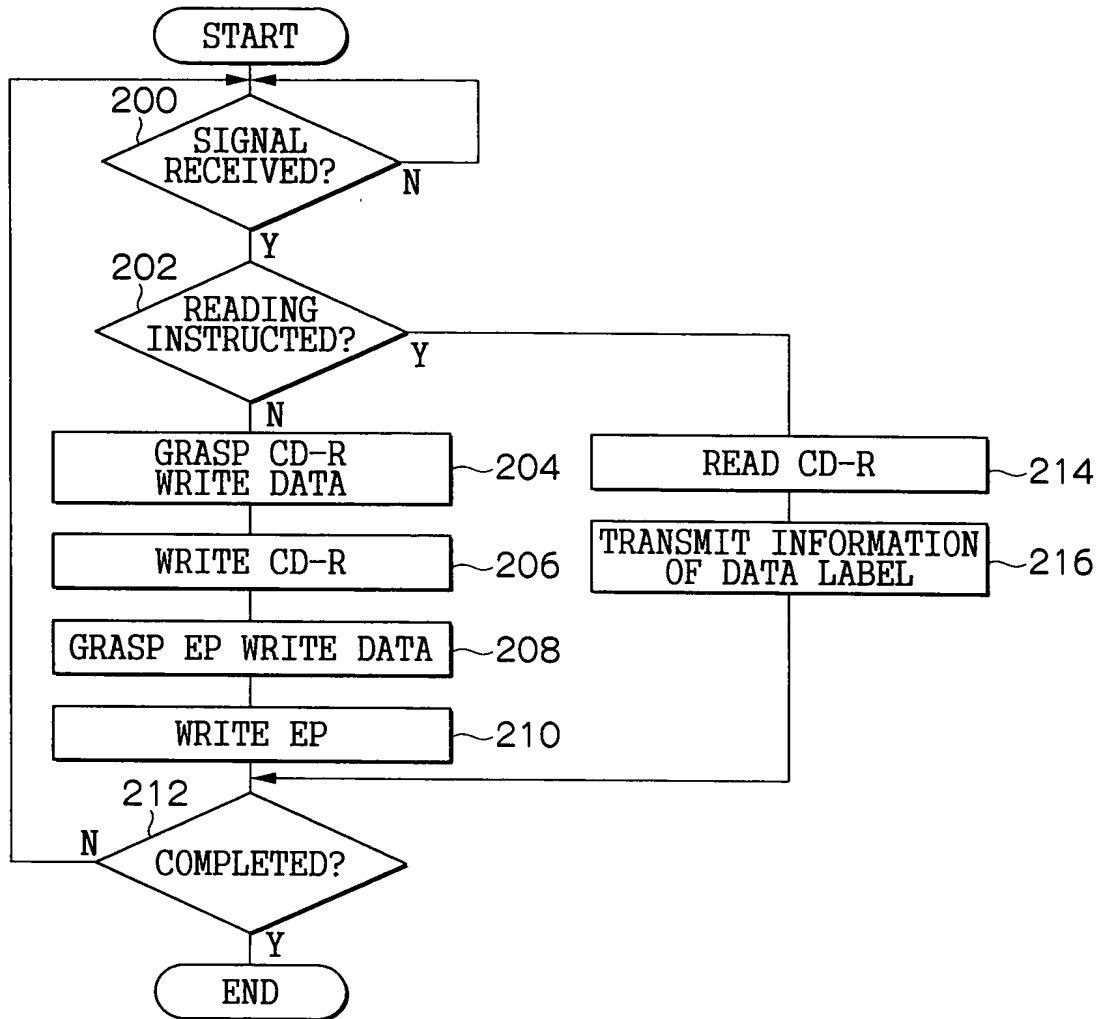 START
200
SIGNAL
RECEIVED?
N
Y
202
READING
INSTRUCTED?
Y
N
GRASP CD-R
WRITE DATA
204
READ CD-R
214
WRITE CD-R
206
TRANSMIT INFORMATION
OF DATA LABEL
216
GRASP EP WRITE DATA
208
WRITE EP
210
212
N
COMPLETED?
Y
END